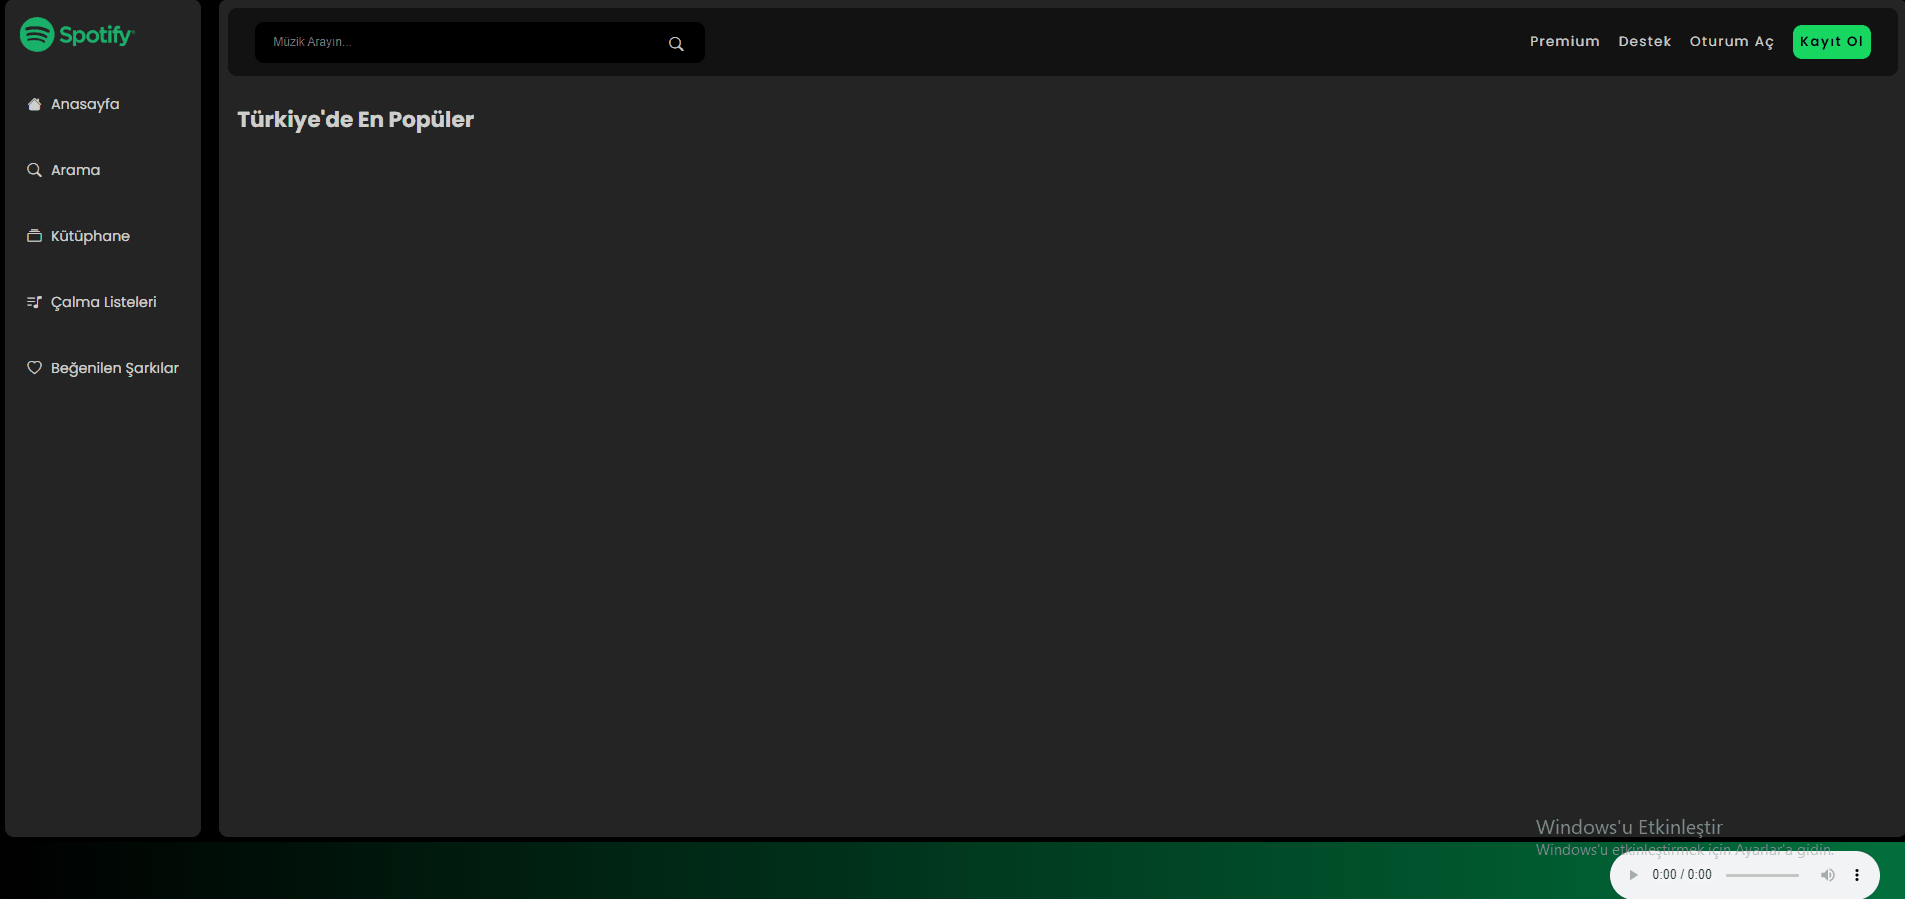 Spotify
Anasayfa
Arama
Kütüphane
Çalma Listeleri
Beğenilen Şarkılar
Müzik Arayın...
Premium
Destek
Oturum Aç
Kayıt Ol
Türkiye'de En Popüler
Windows'u Etkinleştir
Windows'u etkinleştirmek için Ayarlar'a gidin.
0:00 / 0:00